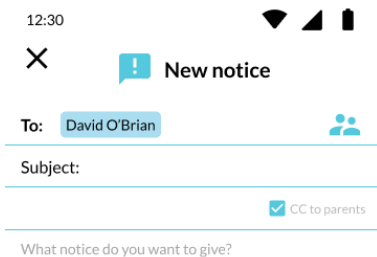 12:30
New notice
To: David O'Brian
Subject:
CC to parents
What notice do you want to give?